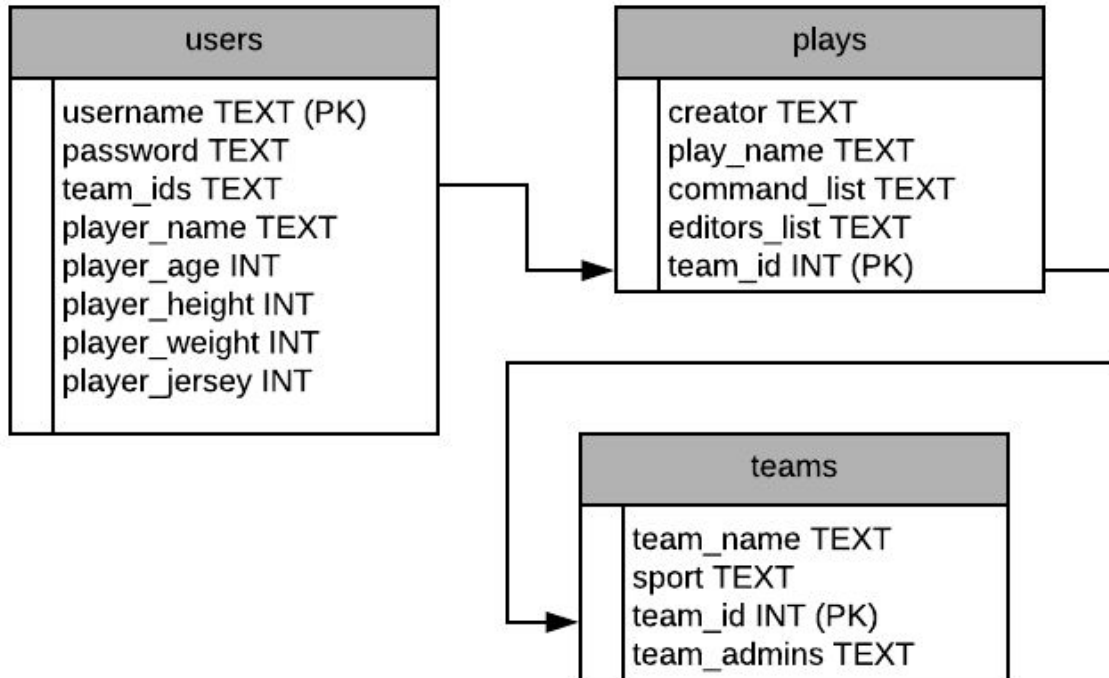 users
username TEXT (PK)
password TEXT
team_ids TEXT
player_name TEXT
player_age INT
player_height INT
player_weight INT
player_jersey INT
plays
creator TEXT
play_name TEXT
command_list TEXT
editors_list TEXT
team_id INT (PK)
teams
team_name TEXT
sport TEXT
team_id INT (PK)
team_admins TEXT